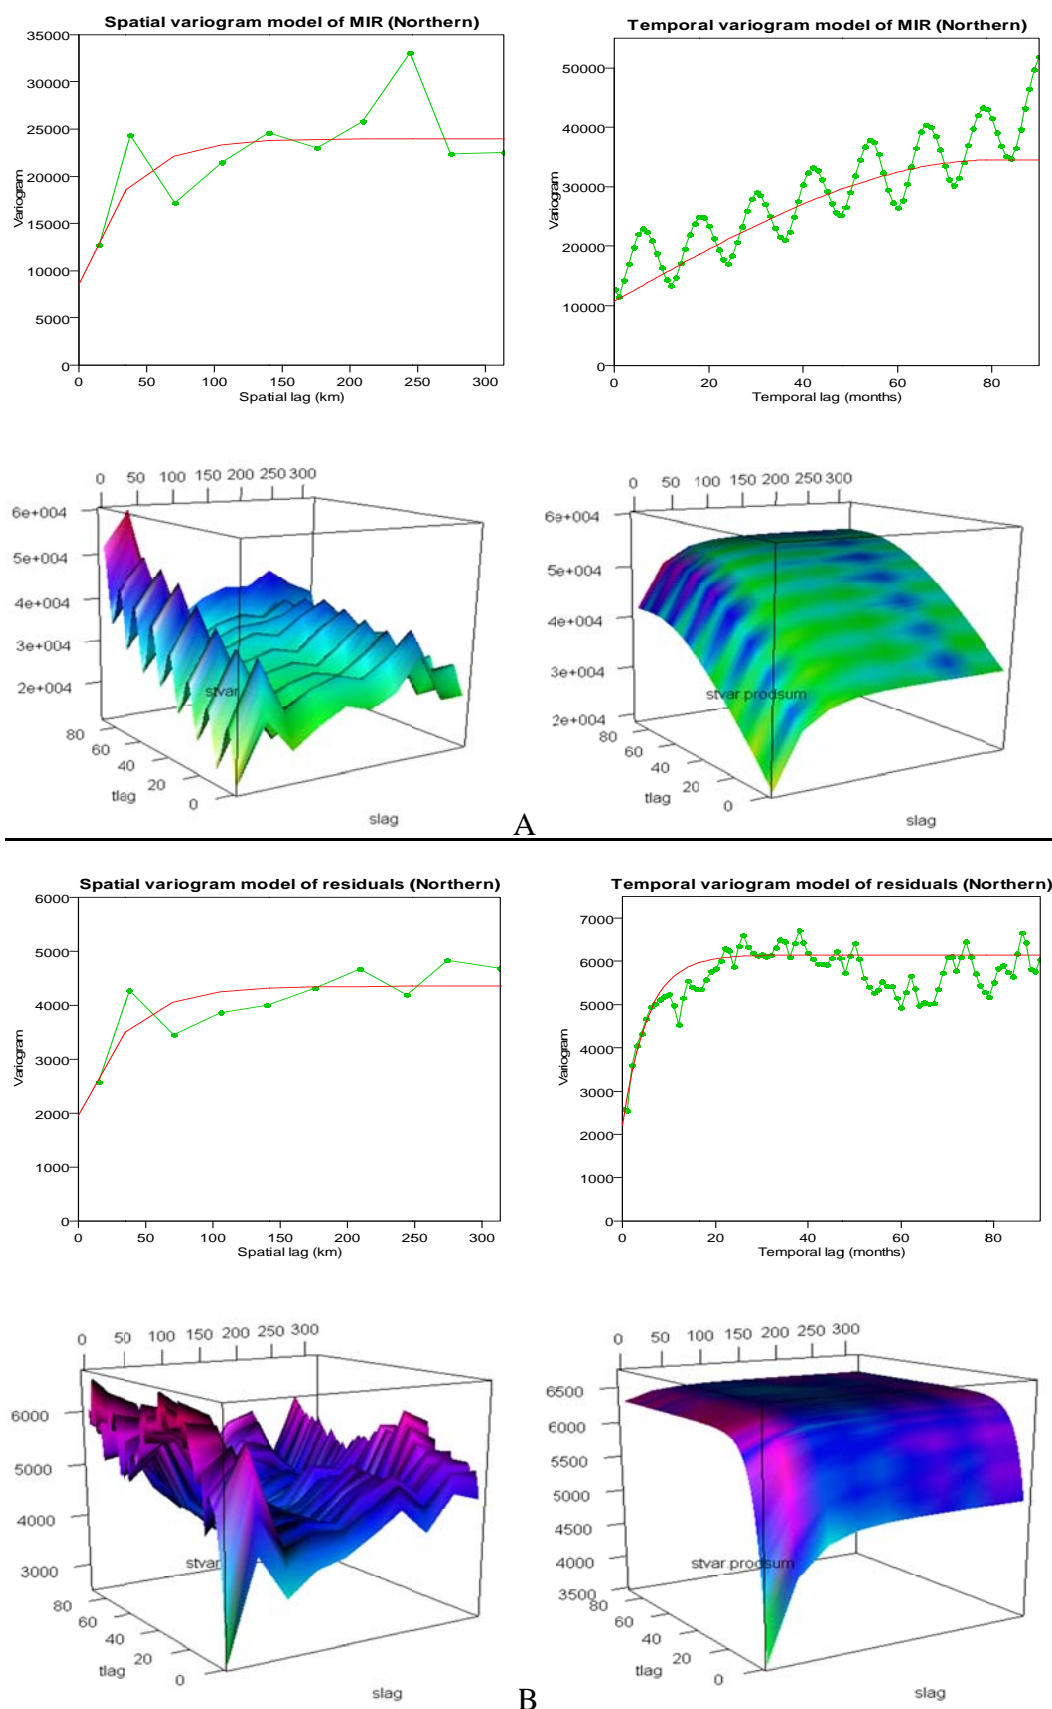 Spatial variogram model of MIR (Northern)
35000
30000
25000
20000
15000
10000
5000
0
Variogram
0 50 100 150 200 250 300
Spatial lag (km)
Temporal variogram model of MIR (Northern)
50000
40000
30000
20000
10000
0
Variogram
0 20 40 60 80
Temporal lag (months)
0 50 100 150 200 250 300
6e+004
5e+004
4e+004
3e+004
2e+004
stvar
80
60
40
20
0
tlag
slag
0 50 100 150 200 250 300
6e+004
5e+004
4e+004
3e+004
2e+004
stvar.prodsum
80
60
40
20
0
tlag
slag
A
Spatial variogram model of residuals (Northern)
6000
5000
4000
3000
2000
1000
0
Variogram
0 50 100 150 200 250 300
Spatial lag (km)
Temporal variogram model of residuals (Northern)
7000
6000
5000
4000
3000
2000
1000
0
Variogram
0 20 40 60 80
Temporal lag (months)
0 50 100 150 200 250 300
6000
5000
4000
3000
stvar
80
60
40
20
0
tlag
slag
0 50 100 150 200 250 300
6500
6000
5500
5000
4500
4000
3500
stvar.prodsum
80
60
40
20
0
tlag
slag
B